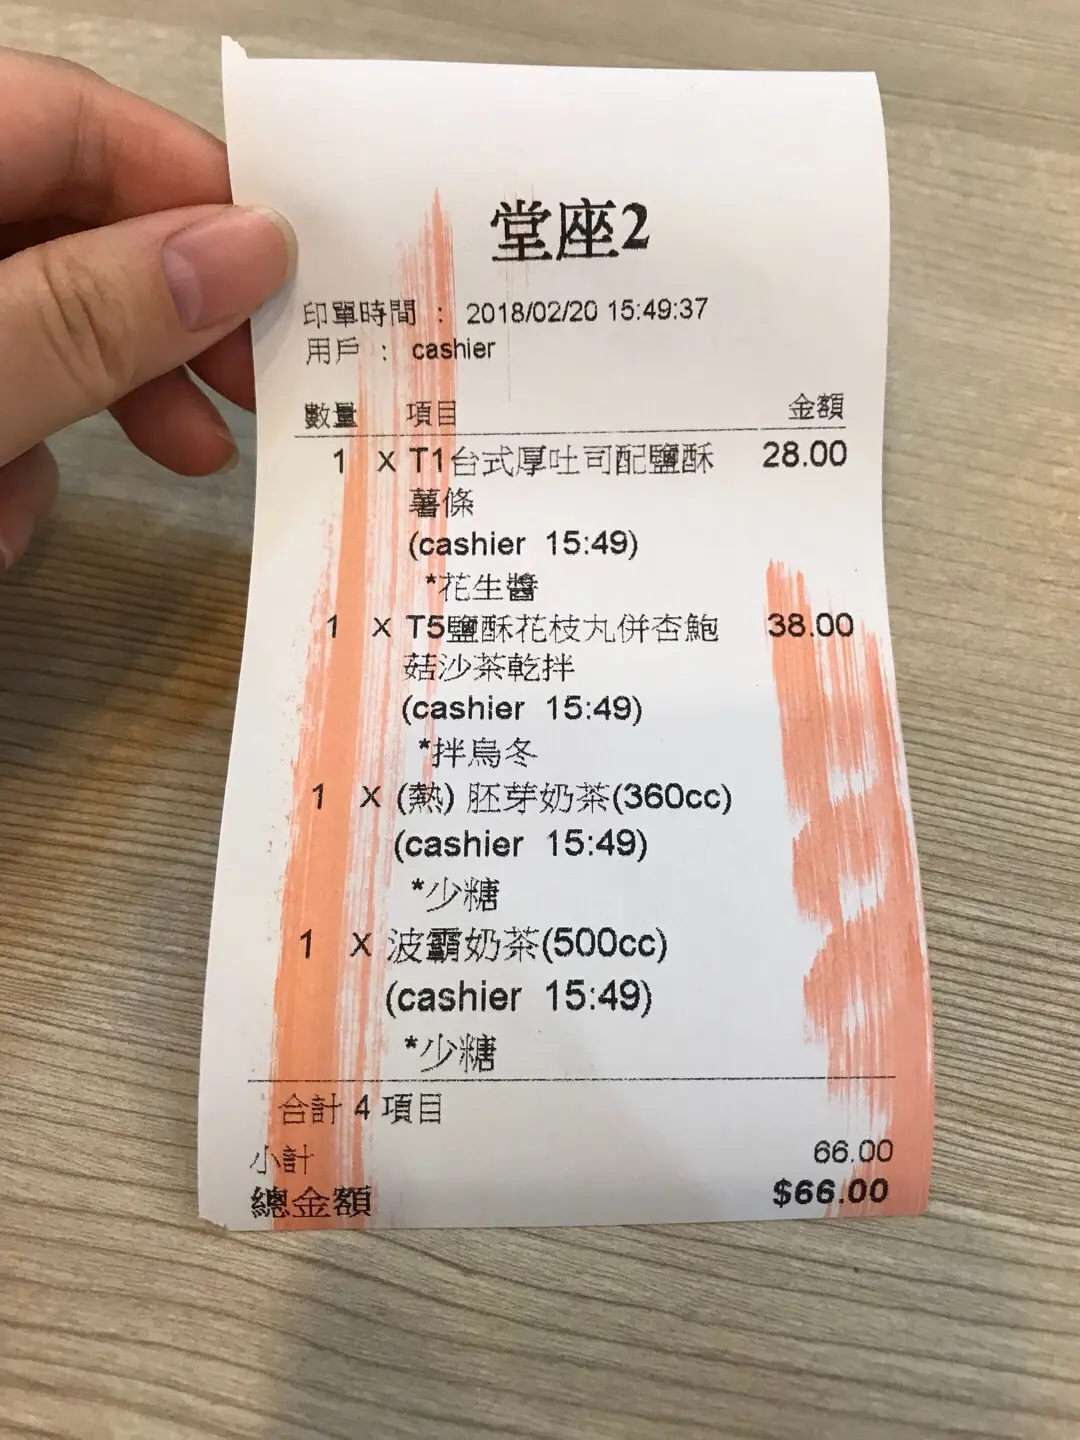 堂座2
印單時間 : 2018/02/20 15:49:37
用戶 : cashier
數量 項目 金額
1 X T1台式厚吐司配鹽酥 28.00
薯條
(cashier 15:49)
*花生醬
1 X T5鹽酥花枝丸併杏鮑 38.00
菇沙茶乾拌
(cashier 15:49)
*拌烏冬
1 X (熱) 胚芽奶茶(360cc)
(cashier 15:49)
*少糖
1 X 波霸奶茶(500cc)
(cashier 15:49)
*少糖
合計 4 項目
小計 66.00
總金額 $66.00